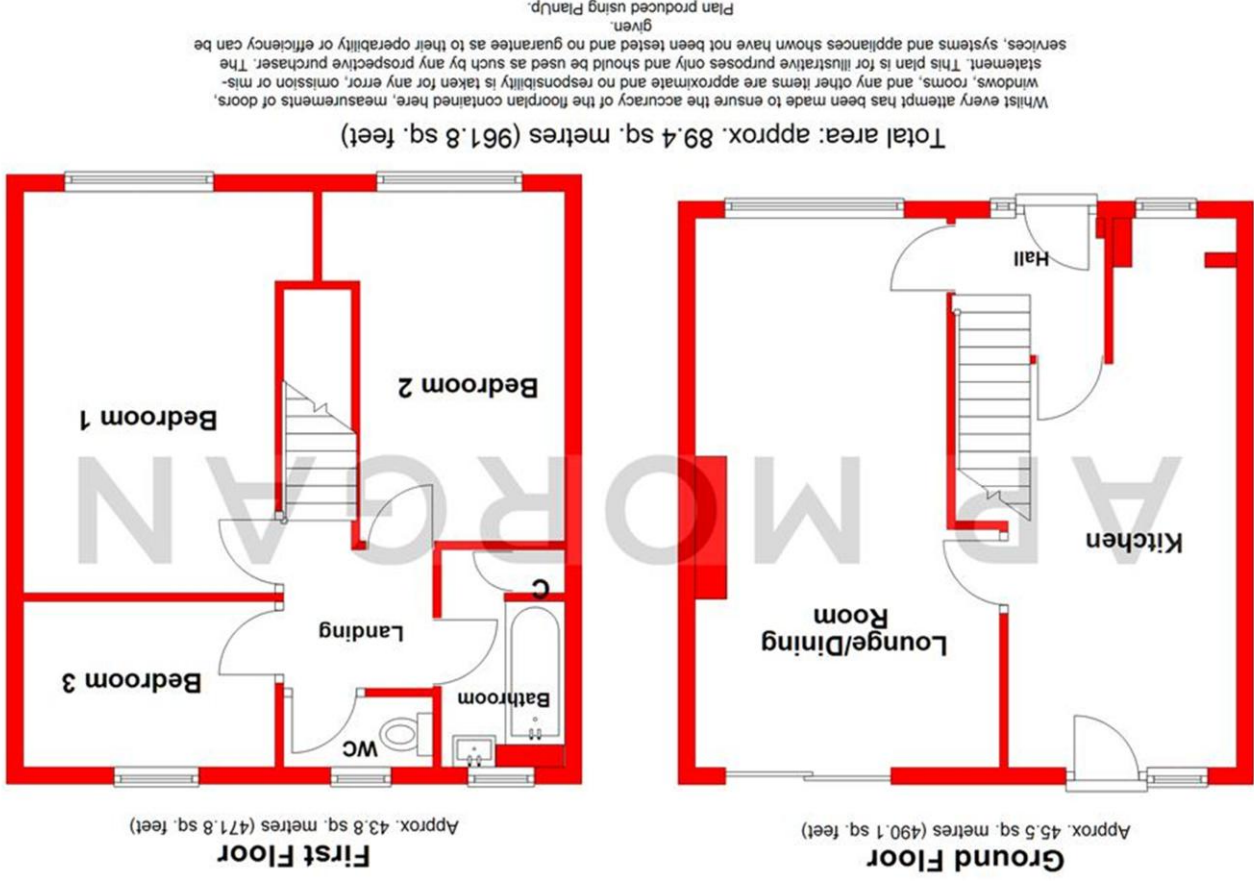 Ground Floor
Approx. 45.5 sq. metres (490.1 sq. feet)
Kitchen
Lounge/Dining
Room
Hall
First Floor
Approx. 43.8 sq. metres (471.8 sq. feet)
Bathroom
WC
Bedroom 3
Landing
C
Bedroom 2
Bedroom 1
AP MORGAN
Total area: approx. 89.4 sq. metres (961.8 sq. feet)
Whilst every attempt has been made to ensure the accuracy of the floorplan contained here, measurements of doors,
windows, rooms, and any other items are approximate and no responsibility is taken for any error, omission or mis-
statement. This plan is for illustrative purposes only and should be used as such by any prospective purchaser. The
services, systems and appliances shown have not been tested and no guarantee as to their operability or efficiency can be
given.
Plan produced using PlanUp.